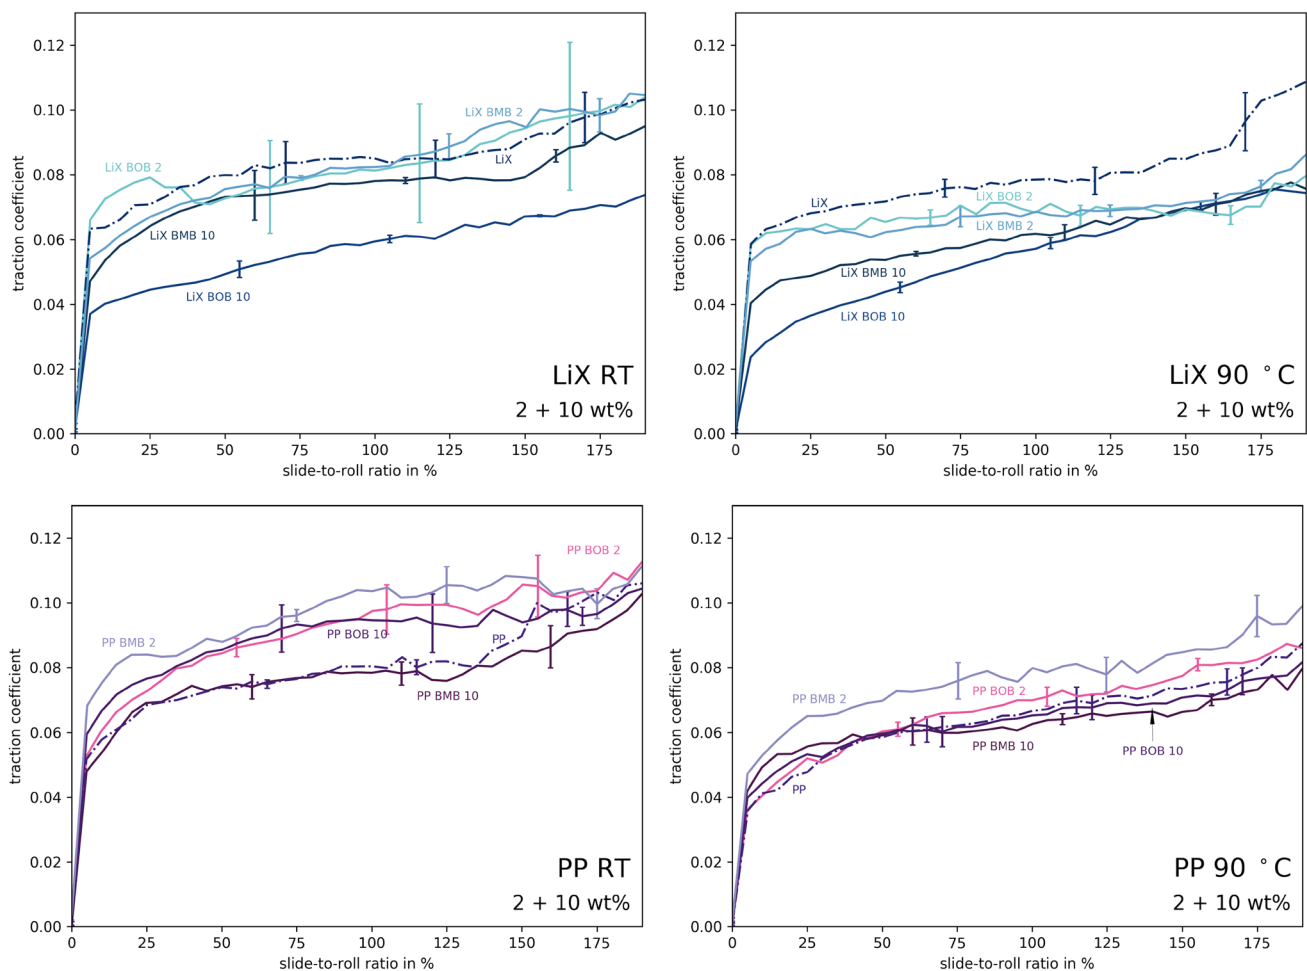 0.12
0.10
0.08
0.06
0.04
0.02
0.00
traction coefficient
LiX BOB 2
LiX BMB 2
LiX
LiX BMB 10
LiX BOB 10
LiX RT
2 + 10 wt%
0 25 50 75 100 125 150 175
slide-to-roll ratio in %
0.12
0.10
0.08
0.06
0.04
0.02
0.00
traction coefficient
LiX
LiX BOB 2
LiX BMB 2
LiX BMB 10
LiX BOB 10
LiX 90 °C
2 + 10 wt%
0 25 50 75 100 125 150 175
slide-to-roll ratio in %
0.12
0.10
0.08
0.06
0.04
0.02
0.00
traction coefficient
PP BOB 2
PP BMB 2
PP BOB 10
PP
PP BMB 10
PP RT
2 + 10 wt%
0 25 50 75 100 125 150 175
slide-to-roll ratio in %
0.12
0.10
0.08
0.06
0.04
0.02
0.00
traction coefficient
PP BMB 2
PP BOB 2
PP BMB 10
PP BOB 10
PP
PP 90 °C
2 + 10 wt%
0 25 50 75 100 125 150 175
slide-to-roll ratio in %